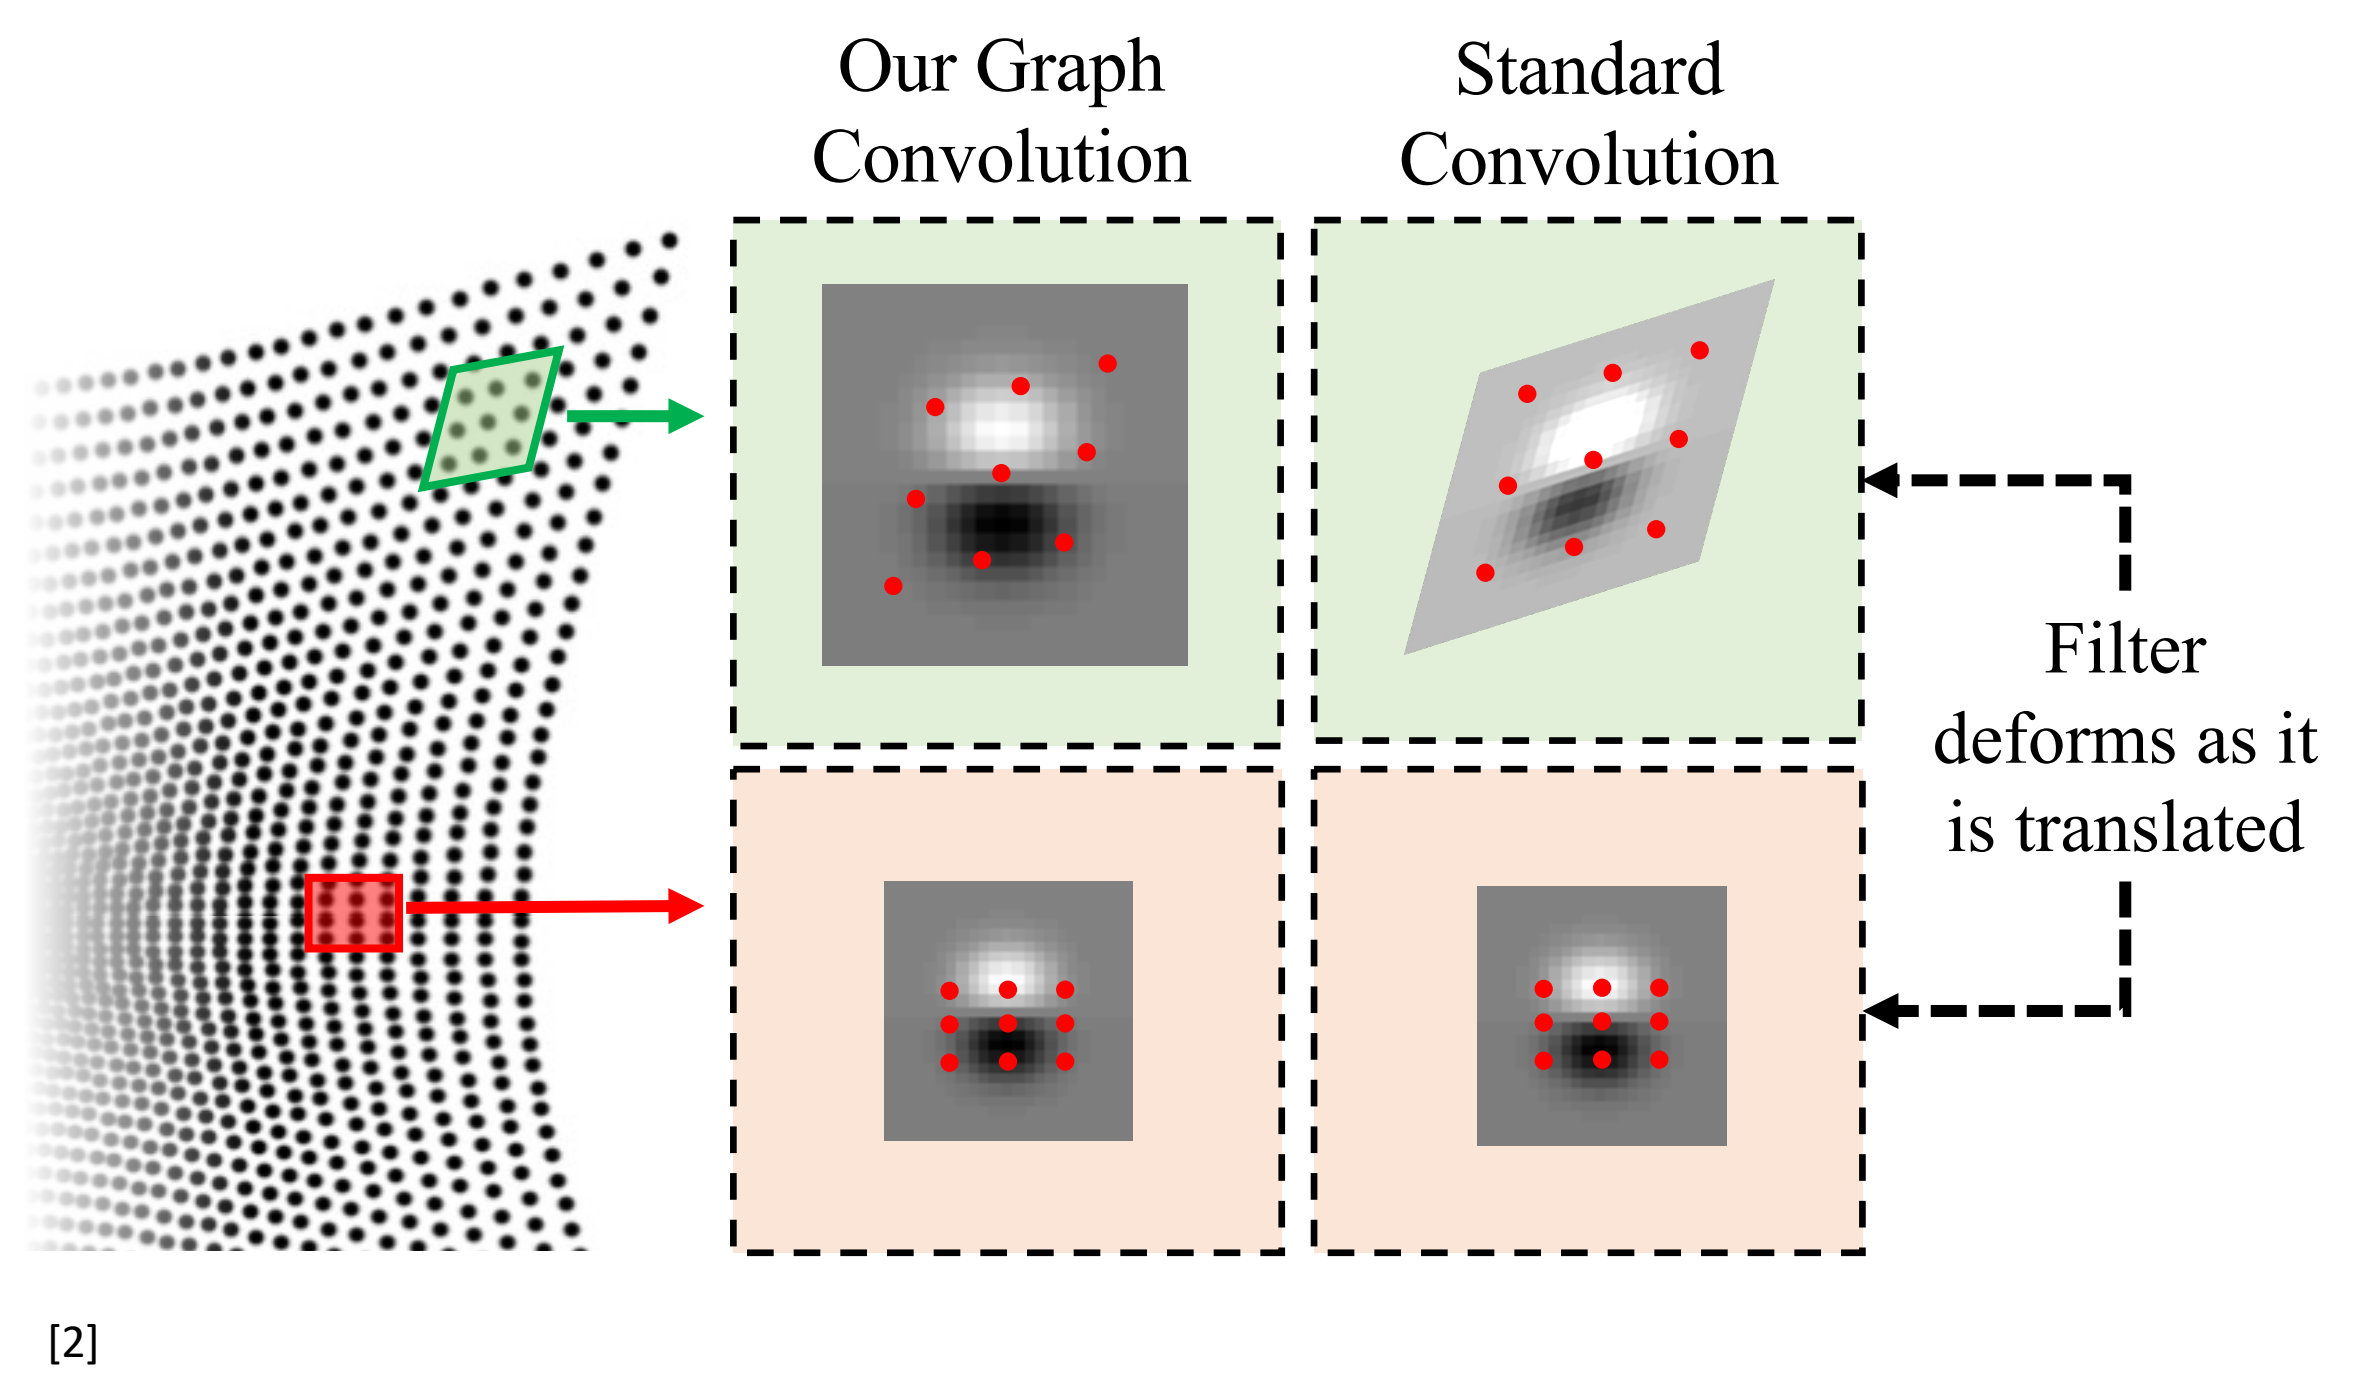 Our Graph
Convolution
Standard
Convolution
Filter
deforms as it
is translated
[2]